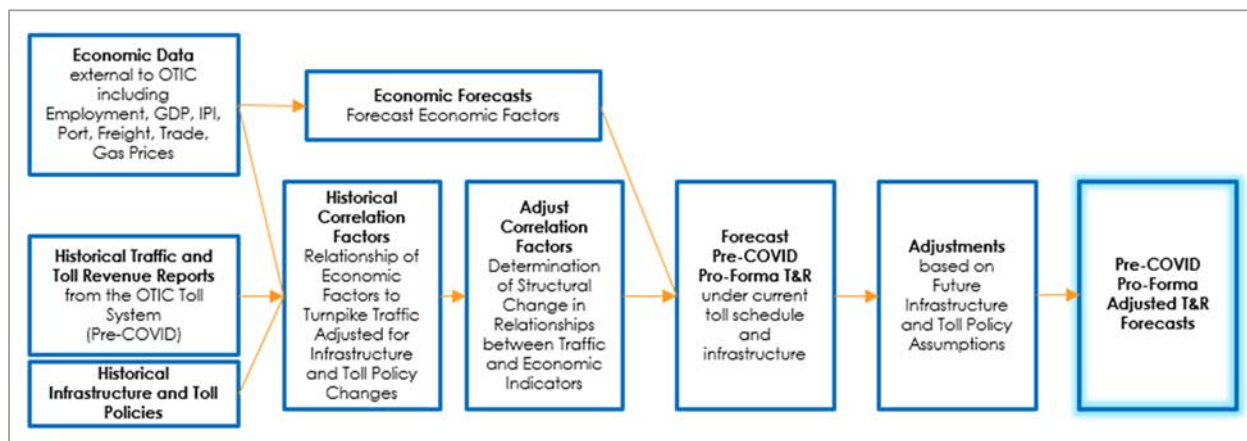 Economic Data
external to OTIC
including
Employment, GDP, IPI,
Port, Freight, Trade,
Gas Prices
Economic Forecasts
Forecast Economic Factors
Historical Traffic and
Toll Revenue Reports
from the OTIC Toll
System
(Pre-COVID)
Historical
Infrastructure and Toll
Policies
Historical
Correlation
Factors
Relationship of
Economic
Factors to
Turnpike Traffic
Adjusted for
Infrastructure
and Toll Policy
Changes
Adjust
Correlation
Factors
Determination
of Structural
Change in
Relationships
between Traffic
and Economic
Indicators
Forecast
Pre-COVID
Pro-Forma T&R
under current
toll schedule
and
infrastructure
Adjustments
based on
Future
Infrastructure
and Toll Policy
Assumptions
Pre-COVID
Pro-Forma
Adjusted T&R
Forecasts